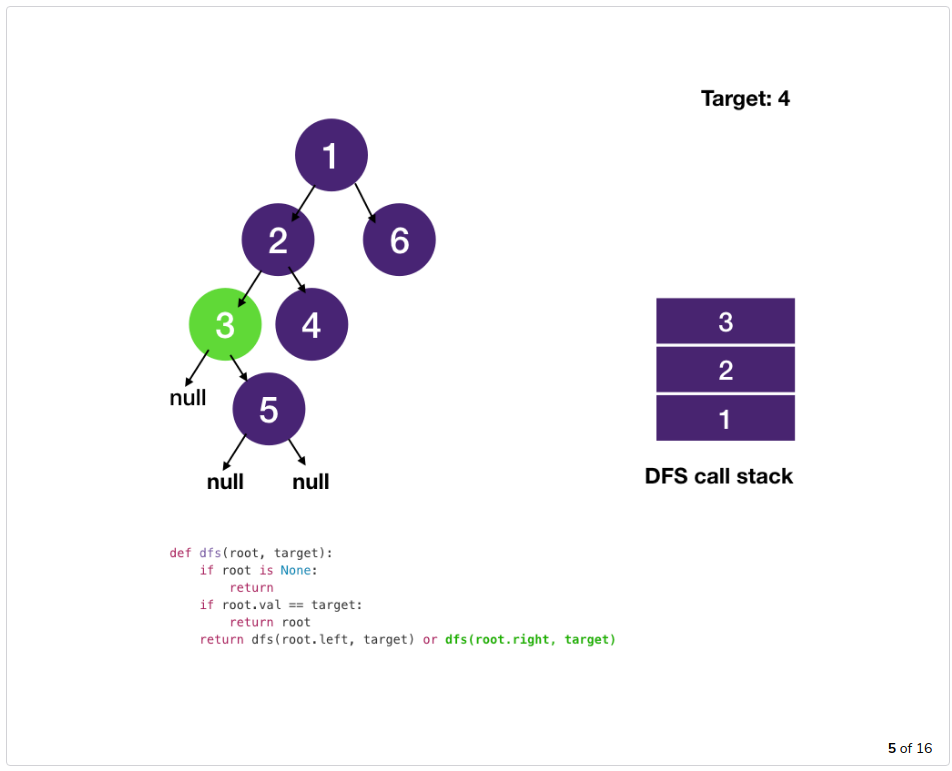 Target: 4
1
2
6
3
4
null
5
null
null
3
2
1
DFS call stack
def dfs(root, target):
    if root is None:
        return
    if root.val == target:
        return root
    return dfs(root.left, target) or dfs(root.right, target)
5 of 16